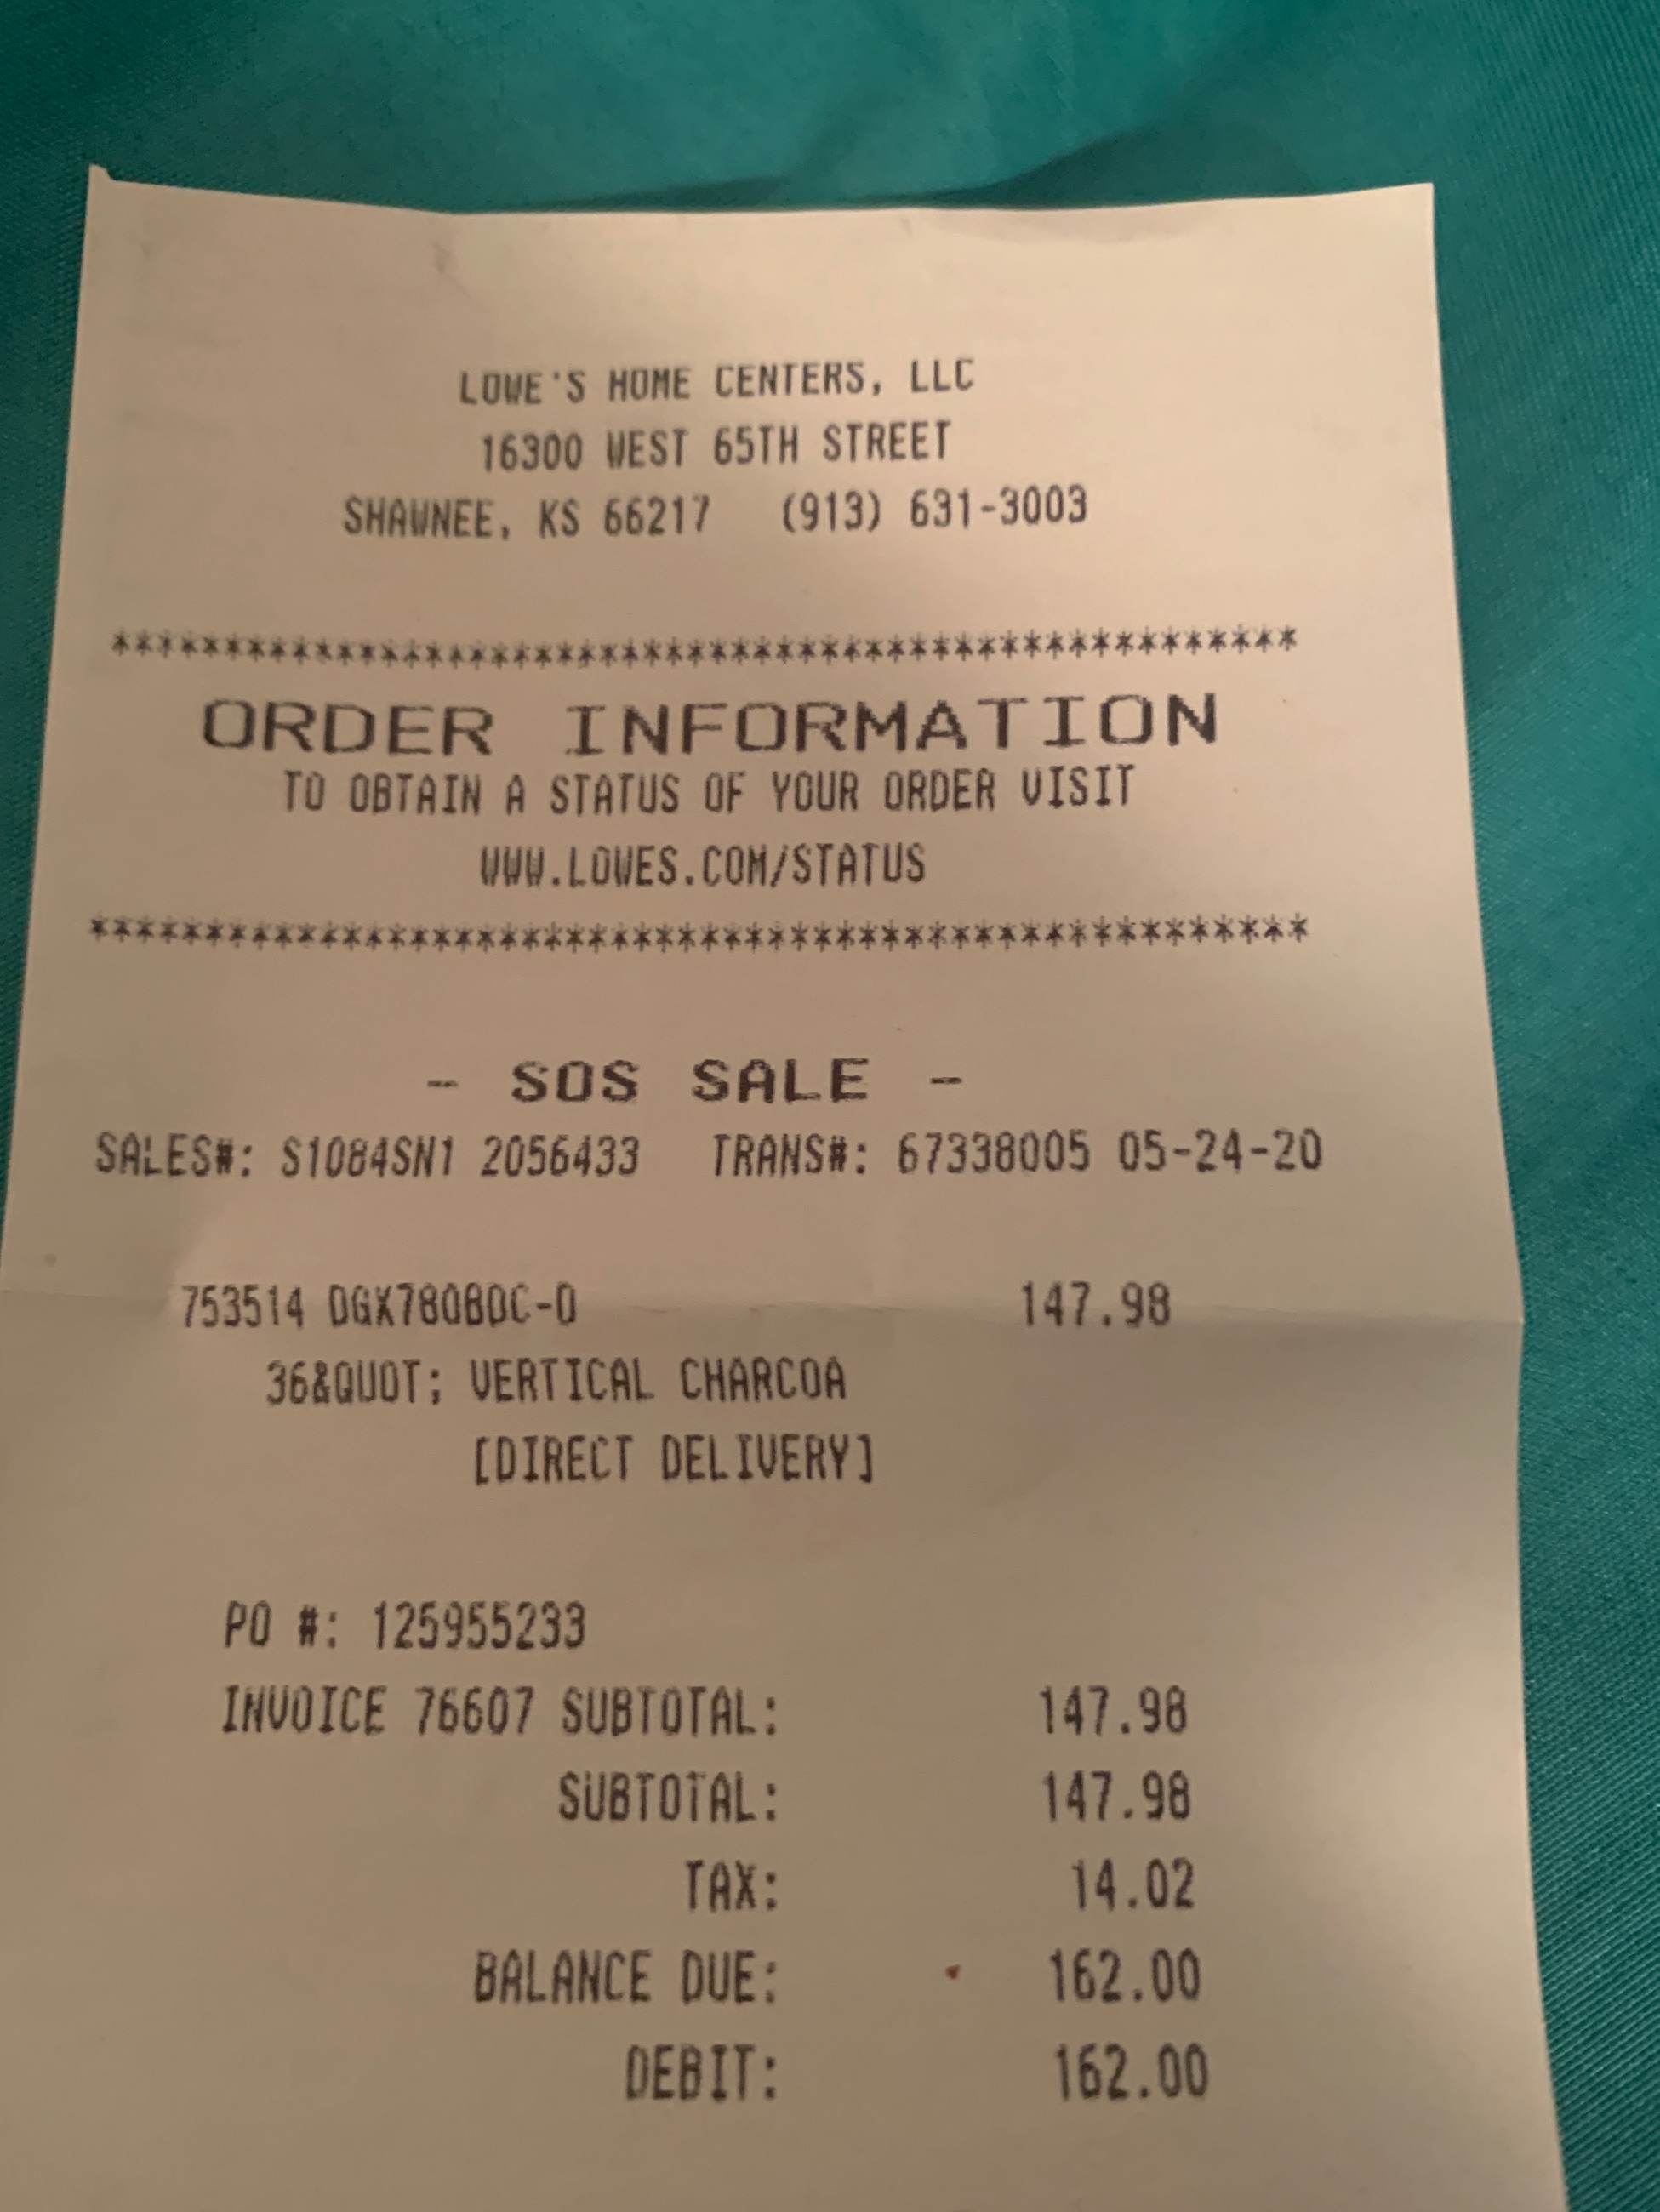 LOWE'S HOME CENTERS, LLC
16300 WEST 65TH STREET
SHAWNEE, KS 66217 (913) 631-3003
*****************************************************
ORDER INFORMATION
TO OBTAIN A STATUS OF YOUR ORDER VISIT
WWW.LOWES.COM/STATUS
*****************************************************
- SOS SALE -
SALES#: S1084SN1 2056433 TRANS#: 67338005 05-24-20
753514 DGX780BDC-D 147.98
36&QUOT; VERTICAL CHARCOA
[DIRECT DELIVERY]
PO #: 125955233
INVOICE 76607 SUBTOTAL: 147.98
SUBTOTAL: 147.98
TAX: 14.02
BALANCE DUE: 162.00
DEBIT: 162.00